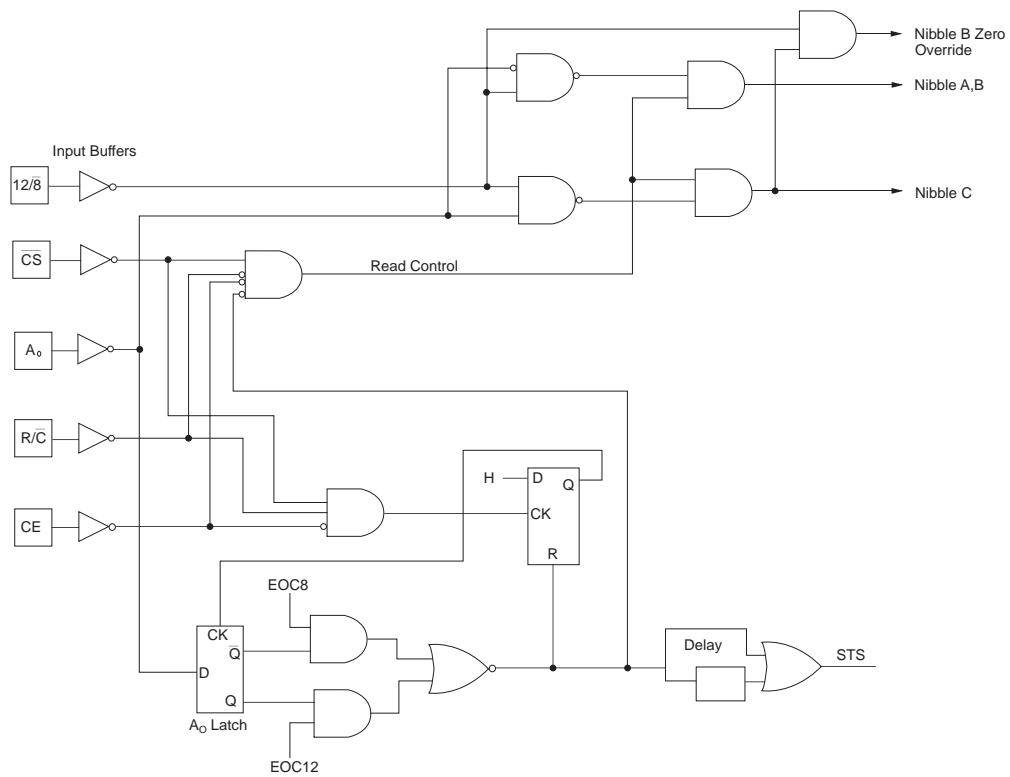 Nibble B Zero
Override
Nibble A,B
Input Buffers
12/8̅
Nibble C
C̅S̅
Read Control
A₀
R/C̅
H
D
Q
CK
CE
R
EOC8
CK
Q̅
D
Q
Delay
STS
A₀ Latch
EOC12